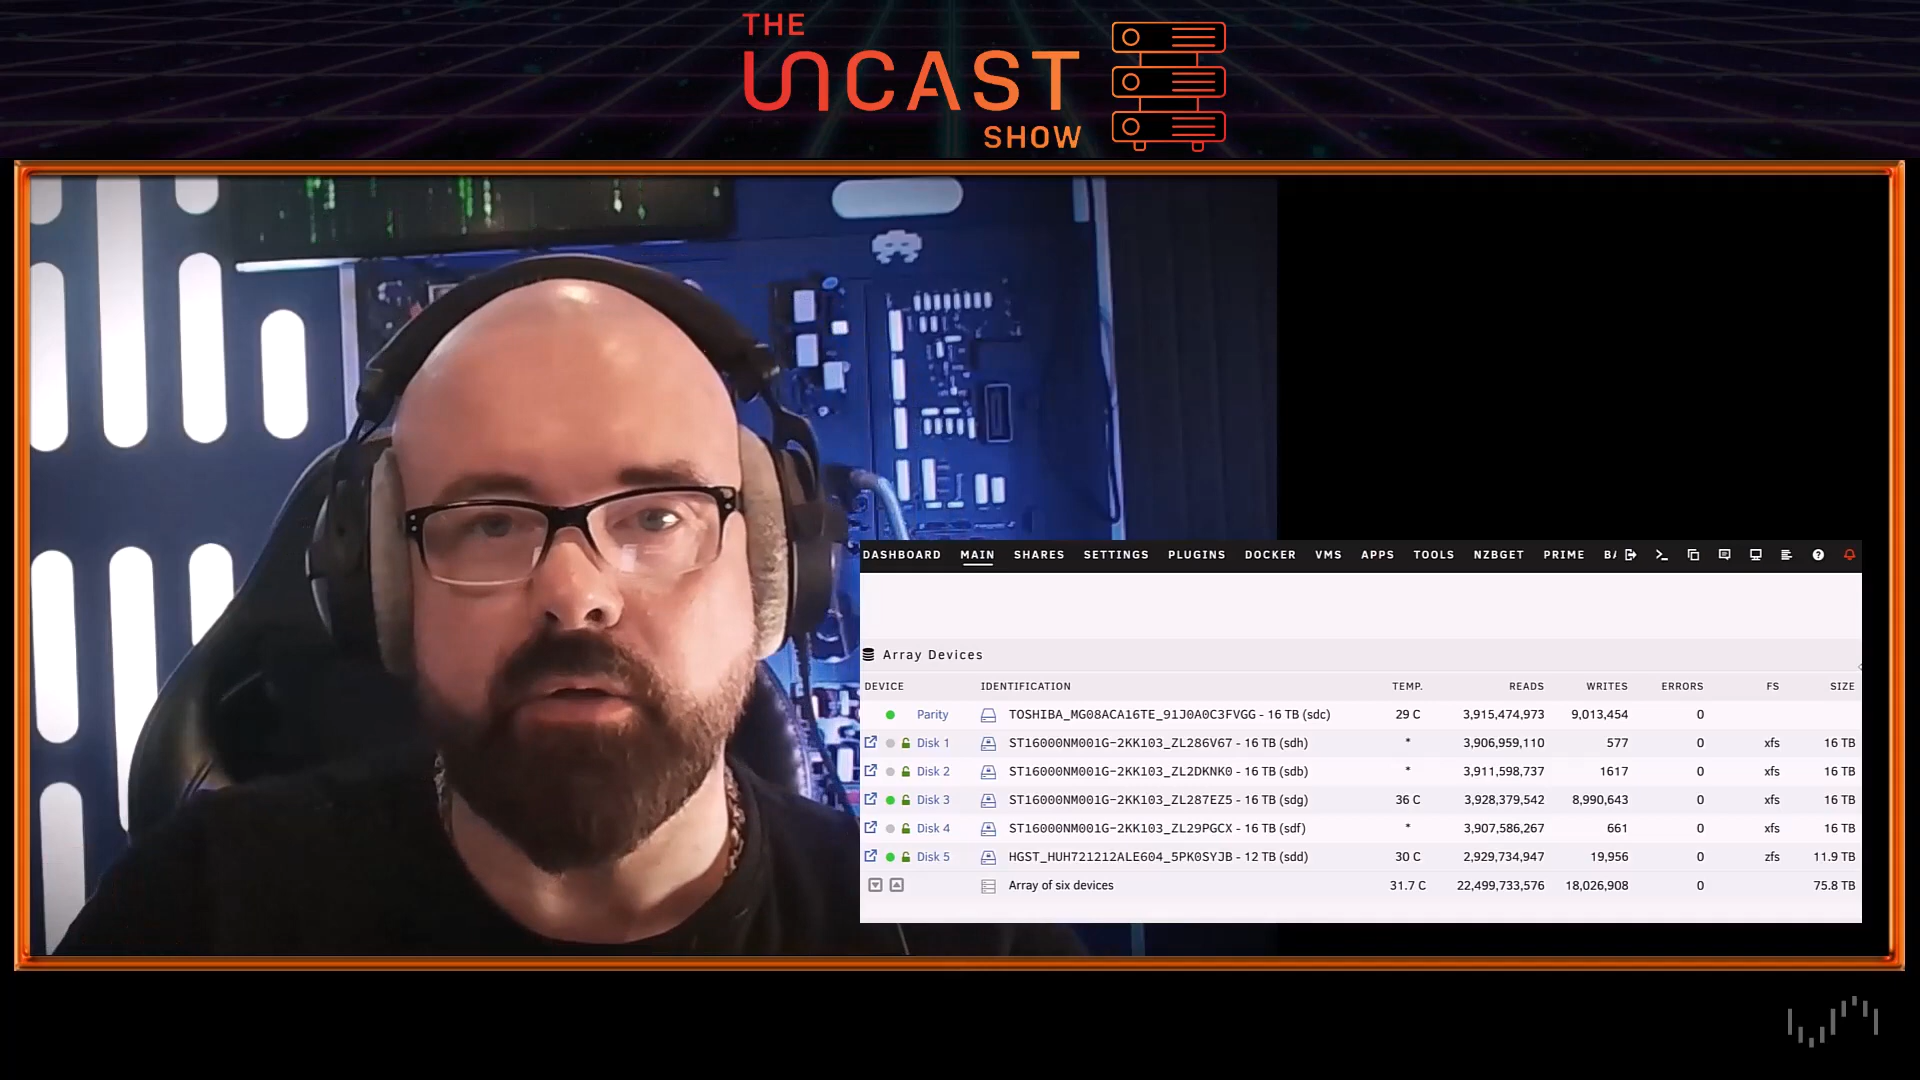 THE
UNCAST
SHOW
DASHBOARD MAIN SHARES SETTINGS PLUGINS DOCKER VMS APPS TOOLS NZBGET PRIME
Array Devices
DEVICE IDENTIFICATION TEMP. READS WRITES ERRORS FS SIZE
Parity TOSHIBA_MG08ACA16TE_91J0A0C3FVGG - 16 TB (sdc) 29 C 3,915,474,973 9,013,454 0
Disk 1 ST16000NM001G-2KK103_ZL286V67 - 16 TB (sdh) * 3,906,959,110 577 0 xfs 16 TB
Disk 2 ST16000NM001G-2KK103_ZL2DKNK0 - 16 TB (sdb) * 3,911,598,737 1617 0 xfs 16 TB
Disk 3 ST16000NM001G-2KK103_ZL287EZ5 - 16 TB (sdg) 36 C 3,928,379,542 8,990,643 0 xfs 16 TB
Disk 4 ST16000NM001G-2KK103_ZL29PGCX - 16 TB (sdf) * 3,907,586,267 661 0 xfs 16 TB
Disk 5 HGST_HUH721212ALE604_5PK0SYJB - 12 TB (sdd) 30 C 2,929,734,947 19,956 0 zfs 11.9 TB
Array of six devices 31.7 C 22,499,733,576 18,026,908 0 75.8 TB